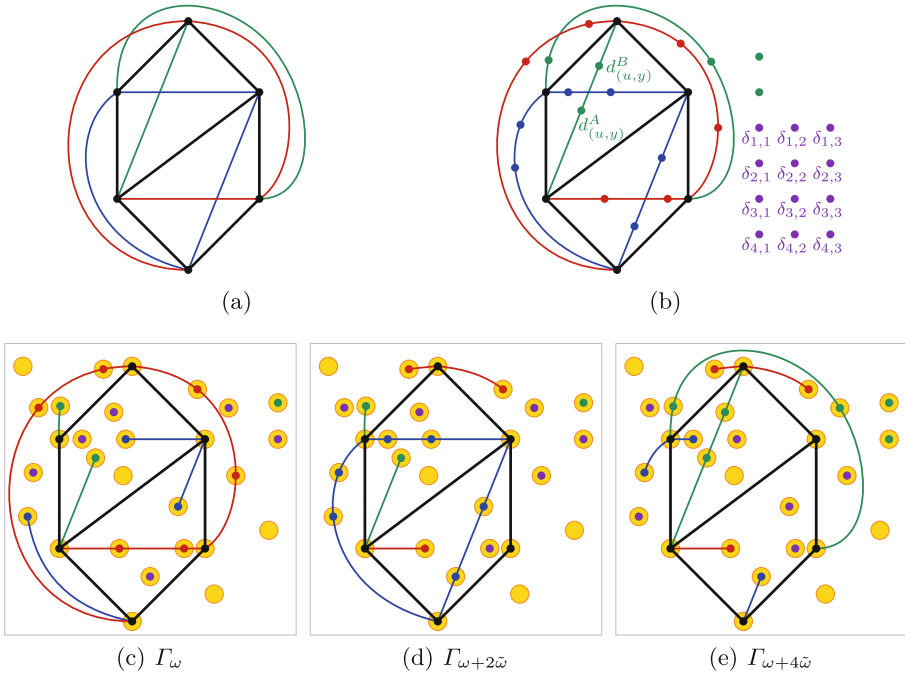 d^B_{(u,y)}
d^A_{(u,y)}
δ_{1,1} δ_{1,2} δ_{1,3}
δ_{2,1} δ_{2,2} δ_{2,3}
δ_{3,1} δ_{3,2} δ_{3,3}
δ_{4,1} δ_{4,2} δ_{4,3}
(a) (b)
(c) Γ_ω (d) Γ_{ω+2ω̃} (e) Γ_{ω+4ω̃}